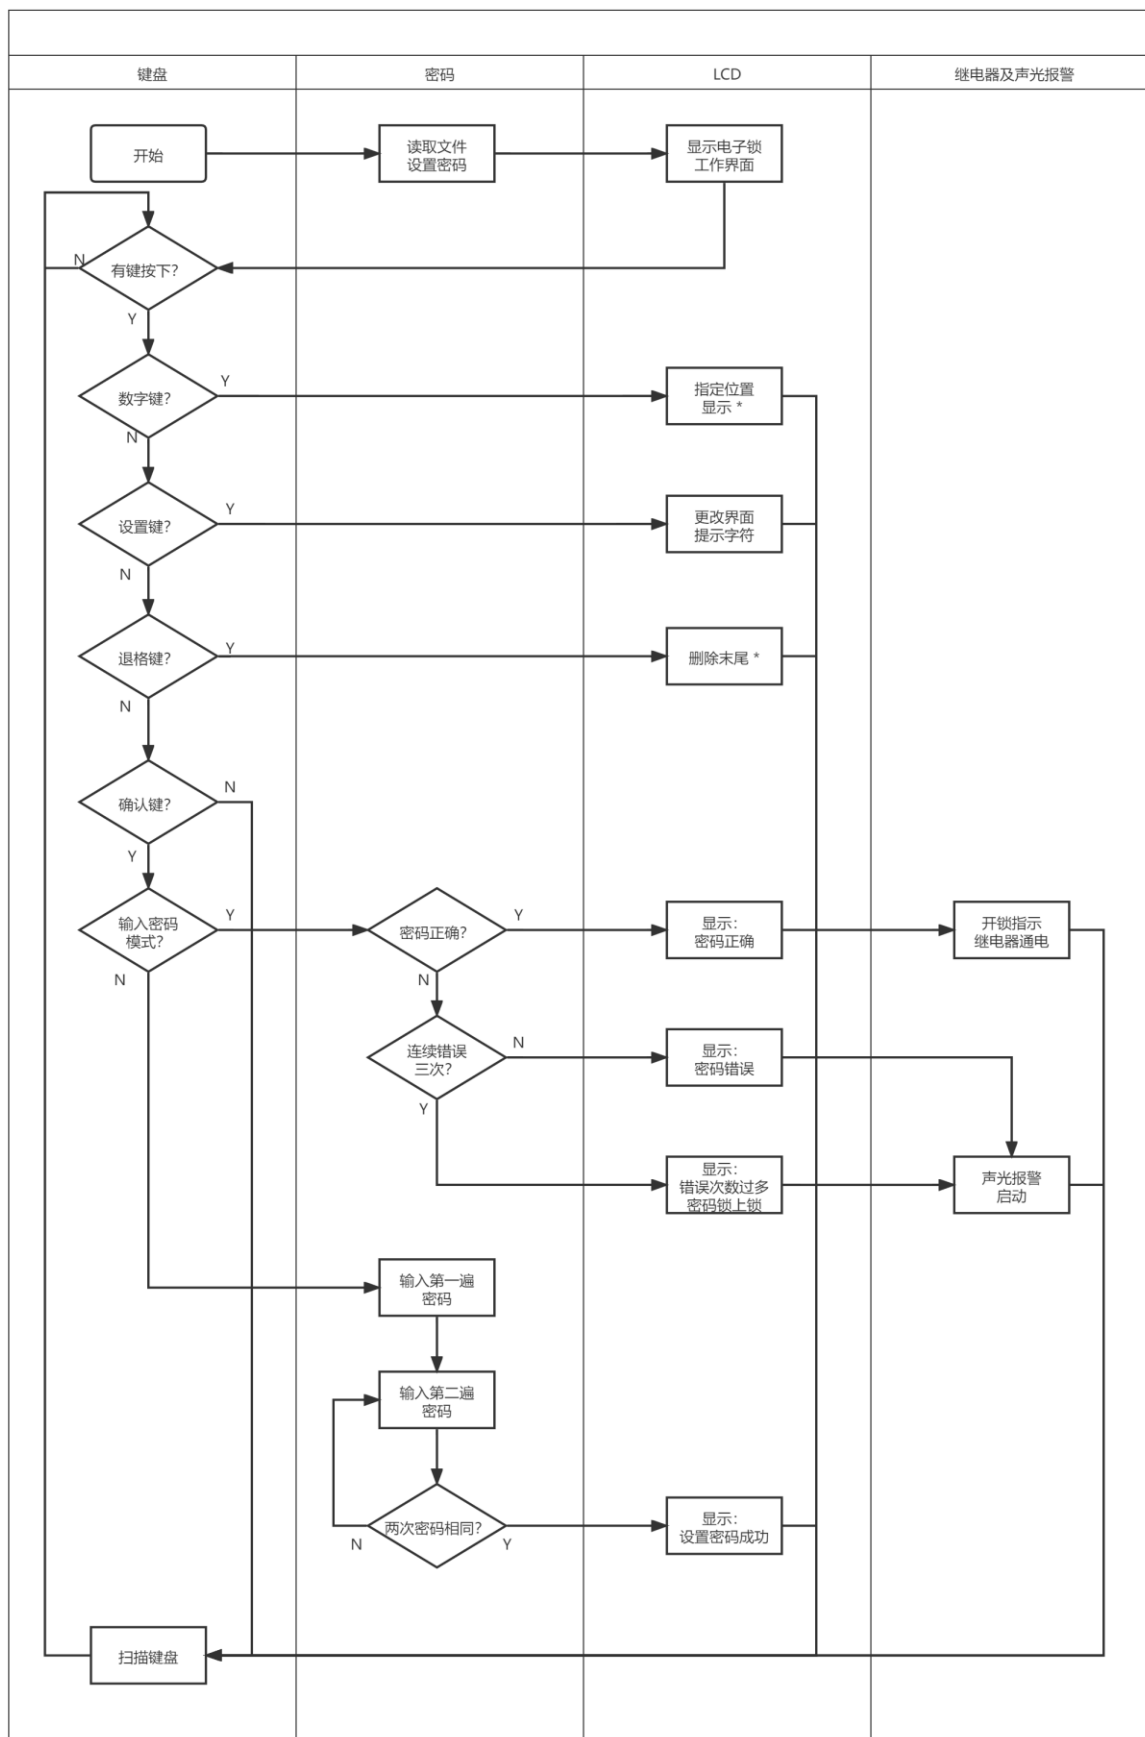 键盘
密码
LCD
继电器及声光报警
开始
读取文件
设置密码
显示电子锁
工作界面
N
有键按下?
Y
数字键?
Y
指定位置
显示 *
N
设置键?
Y
更改界面
提示字符
N
退格键?
Y
删除末尾 *
N
确认键?
N
Y
输入密码
模式?
Y
密码正确?
Y
显示:
密码正确
开锁指示
继电器通电
N
N
连续错误
三次?
N
显示:
密码错误
Y
显示:
错误次数过多
密码锁上锁
声光报警
启动
输入第一遍
密码
输入第二遍
密码
两次密码相同?
N
Y
显示:
设置密码成功
扫描键盘